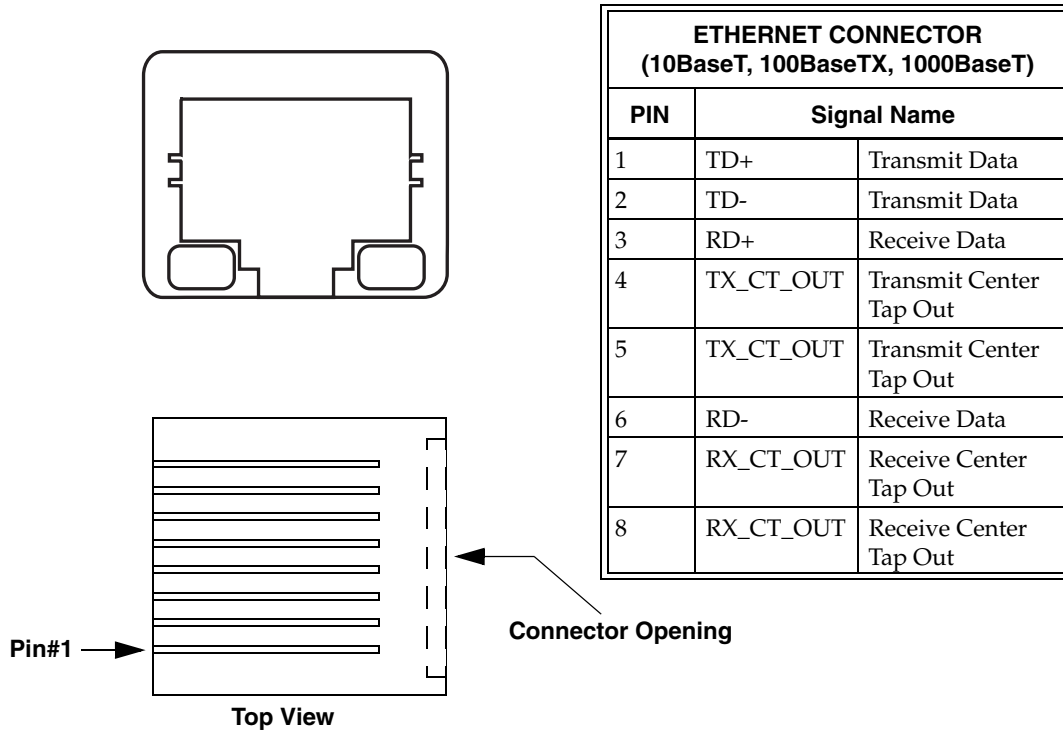 ETHERNET CONNECTOR
(10BaseT, 100BaseTX, 1000BaseT)
PIN Signal Name
1 TD+ Transmit Data
2 TD- Transmit Data
3 RD+ Receive Data
4 TX_CT_OUT Transmit Center
Tap Out
5 TX_CT_OUT Transmit Center
Tap Out
6 RD- Receive Data
7 RX_CT_OUT Receive Center
Tap Out
8 RX_CT_OUT Receive Center
Tap Out
Connector Opening
Pin#1
Top View